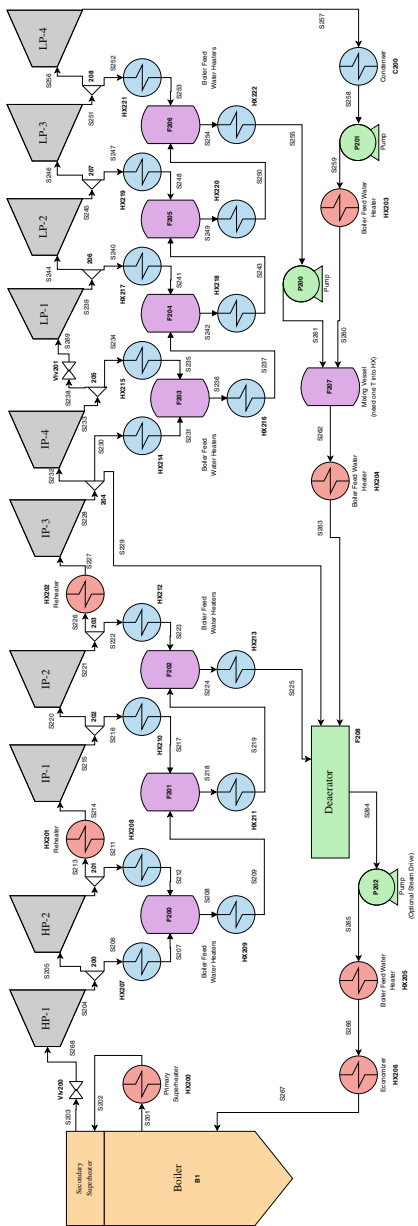 HP-1
HP-2
IP-1
IP-2
IP-3
IP-4
LP-1
LP-2
LP-3
LP-4
Secondary
Superheater
Boiler
B1
S203
Vlv200
S268
S202
S201
Primary
Superheater
HX200
S204
200
S205
S206
HX207
S207
S211
201
S213
HX201
Reheater
S214
HX208
S212
F200
S208
HX209
S209
Boiler Feed
Water Heaters
S215
202
S220
S216
HX210
S217
F201
S218
HX211
S219
S221
203
S226
HX202
Reheater
S227
S222
HX212
S223
F202
S224
HX213
S225
Boiler Feed
Water Heaters
S228
204
S232
S229
S230
HX214
S231
S233
205
S238
Vlv201
S269
S234
HX215
S235
F203
S236
HX216
S237
Boiler Feed
Water Heaters
S239
206
S244
S240
HX217
S241
F204
S242
HX218
S243
S245
207
S246
S247
HX219
S248
F205
S249
HX220
S250
S251
208
S256
S252
HX221
S253
F206
S254
HX222
S255
Boiler Feed
Water Heaters
S257
Condenser
C200
S258
P201
Pump
S259
Boiler Feed Water
Heater
HX203
S260
P200
Pump
S261
F207
Mixing Vessel
(need one T into HX)
S262
Boiler Feed Water
Heater
HX204
S263
Deaerator
F208
S264
P202
Pump
(Optional Steam Drive)
S265
Boiler Feed Water
Heater
HX205
S266
Economizer
HX206
S267